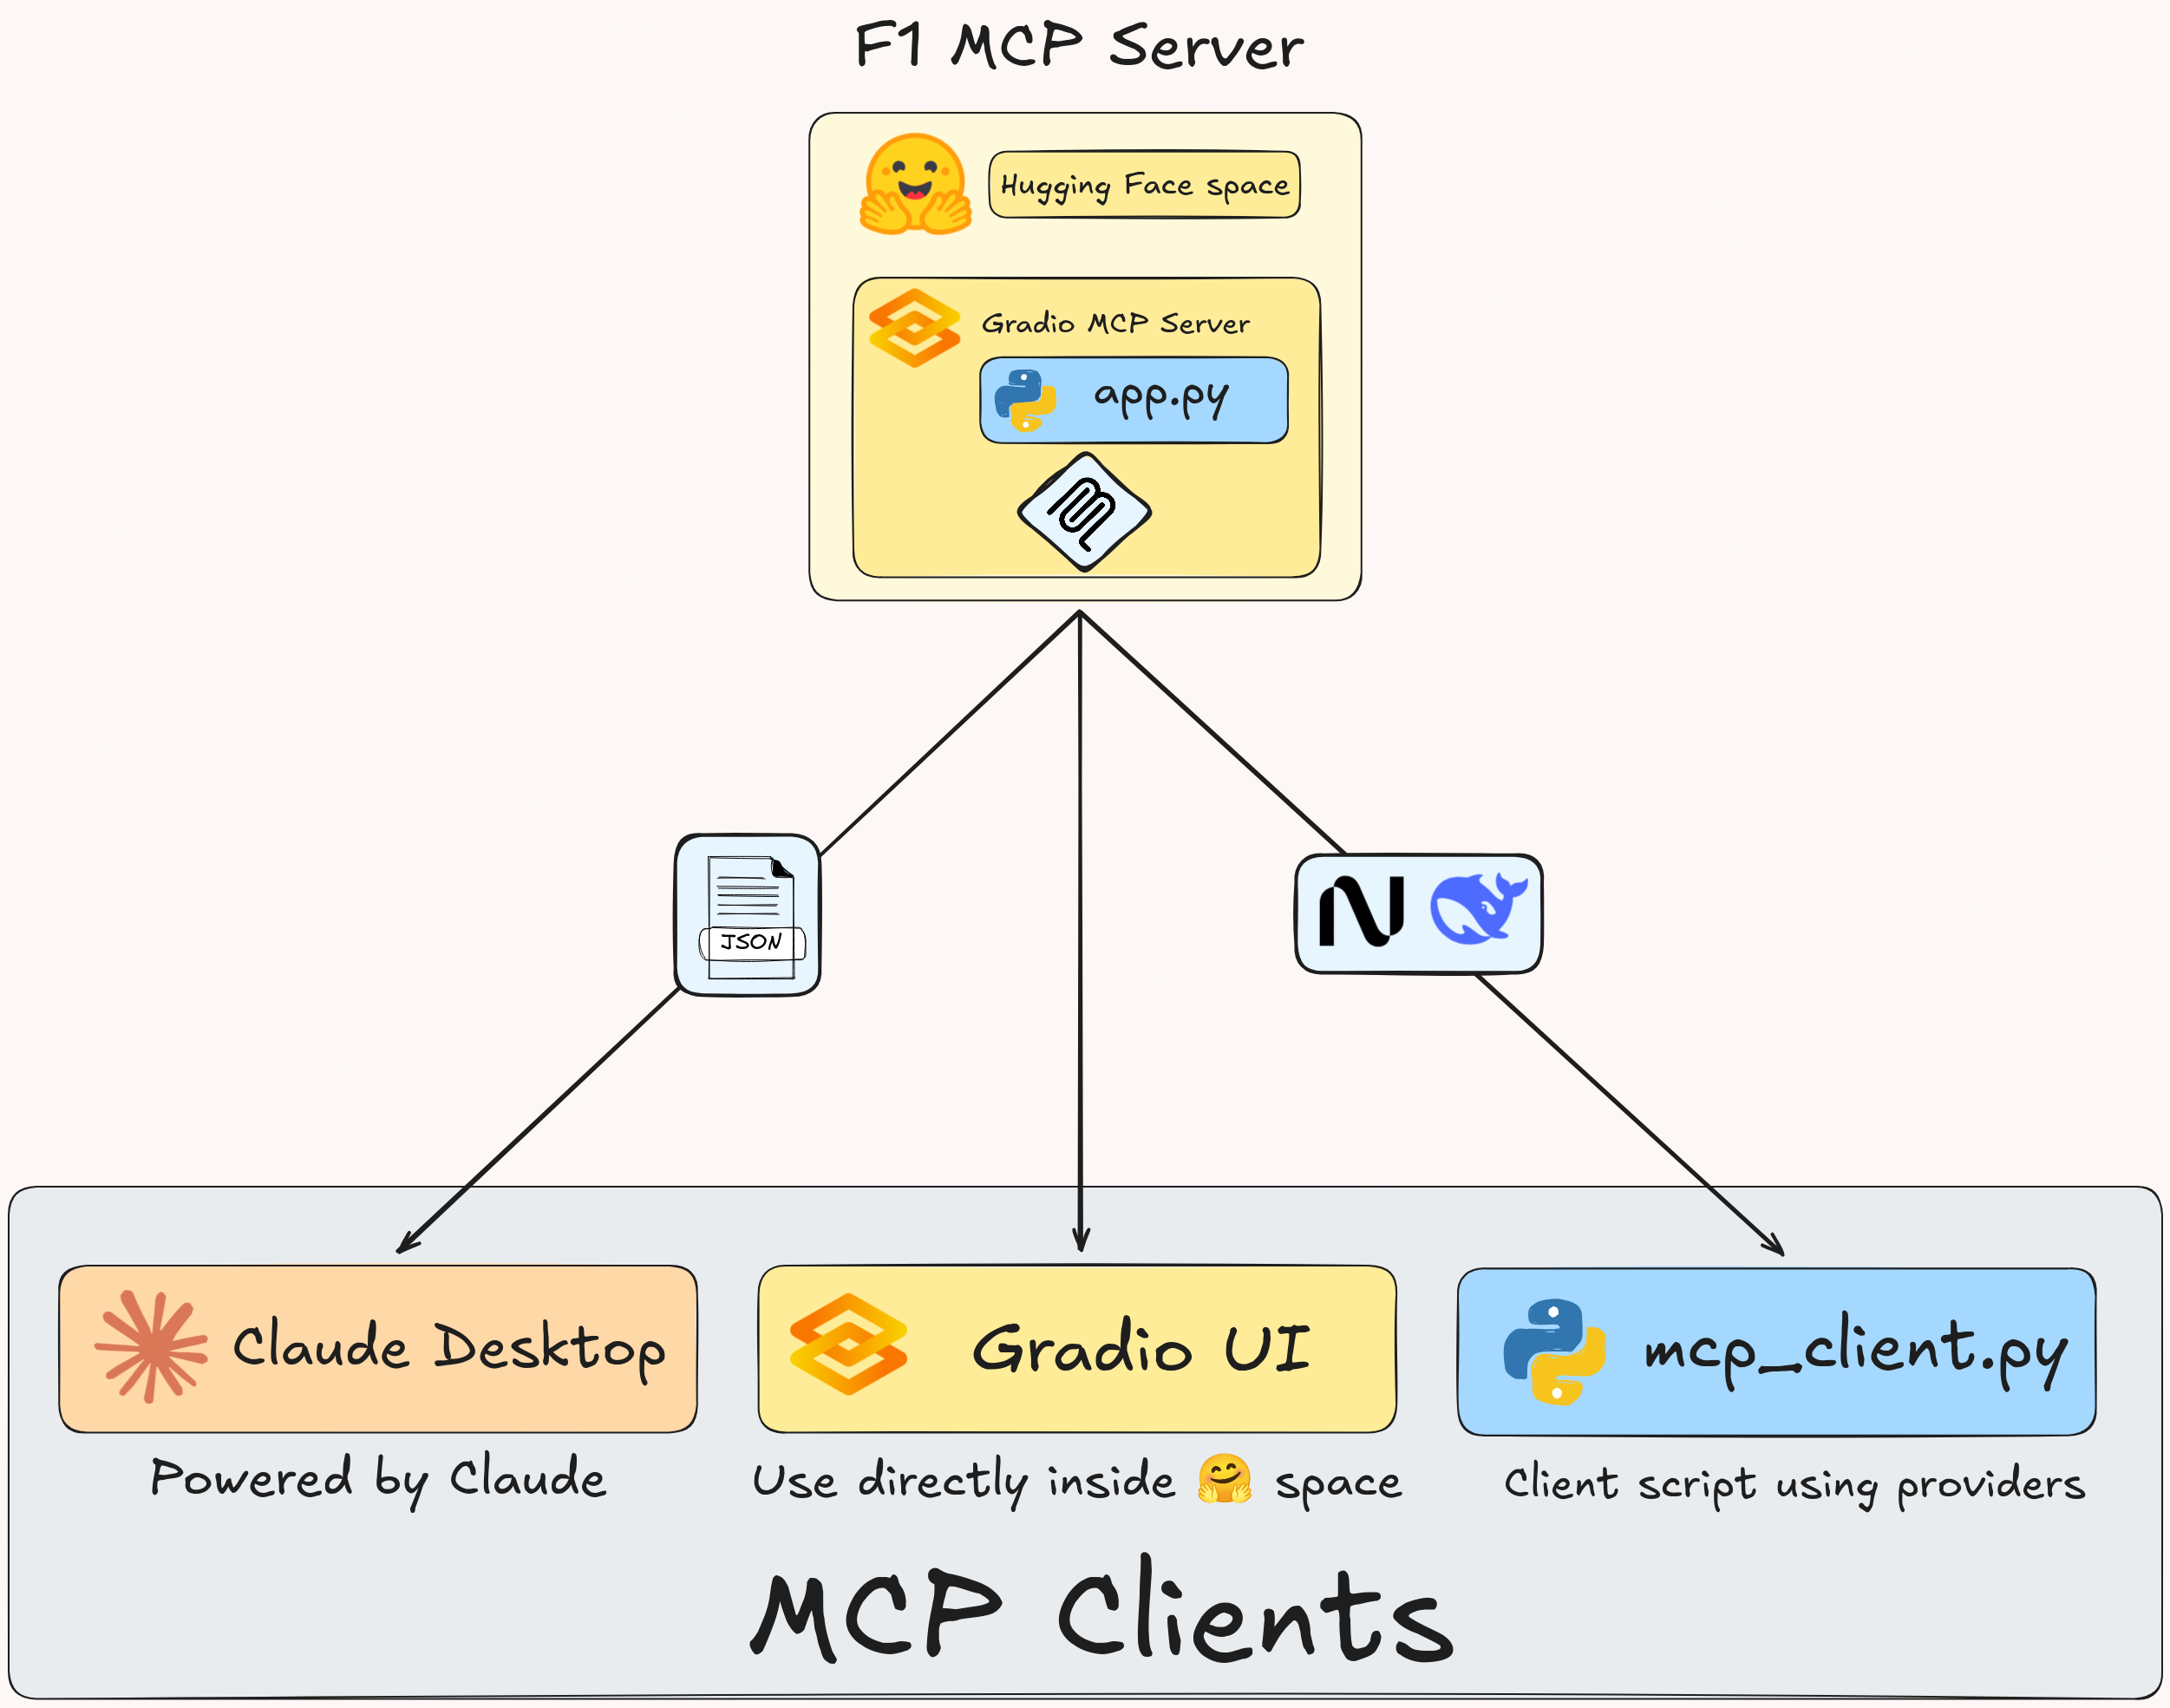 F1 MCP Server
Hugging Face space
Gradio MCP Server
app.py
JSON
Claude Desktop
Gradio UI
mcp_client.py
Powered by Claude
Use directly inside 🤗 space
Client script using providers
MCP Clients